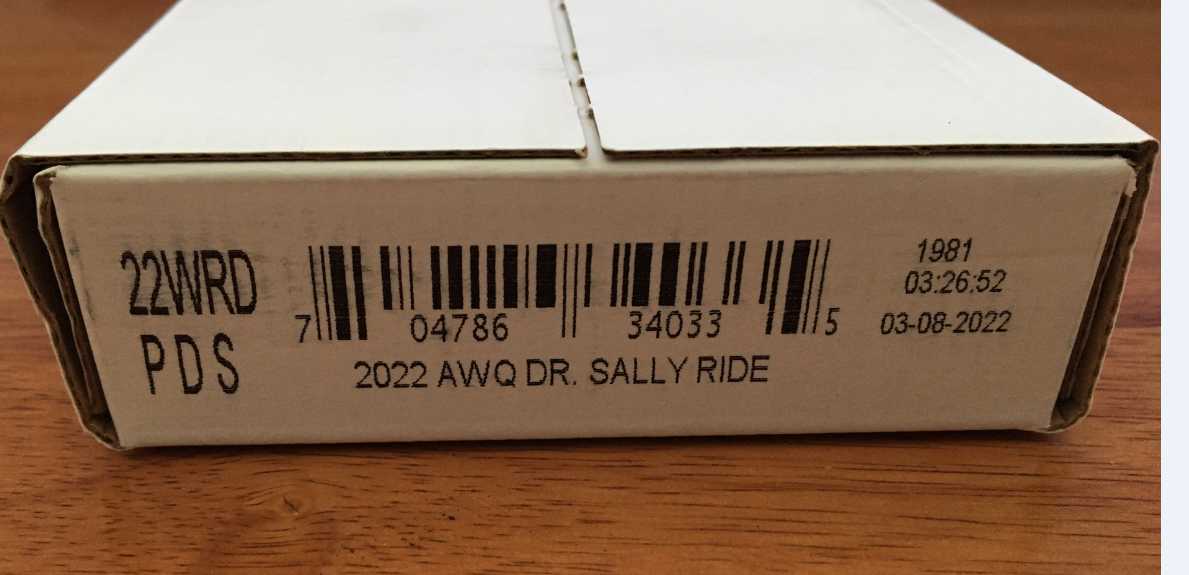 22WRD
PDS
7 04786 34033 5
2022 AWQ DR. SALLY RIDE
1981
03:26:52
03-08-2022